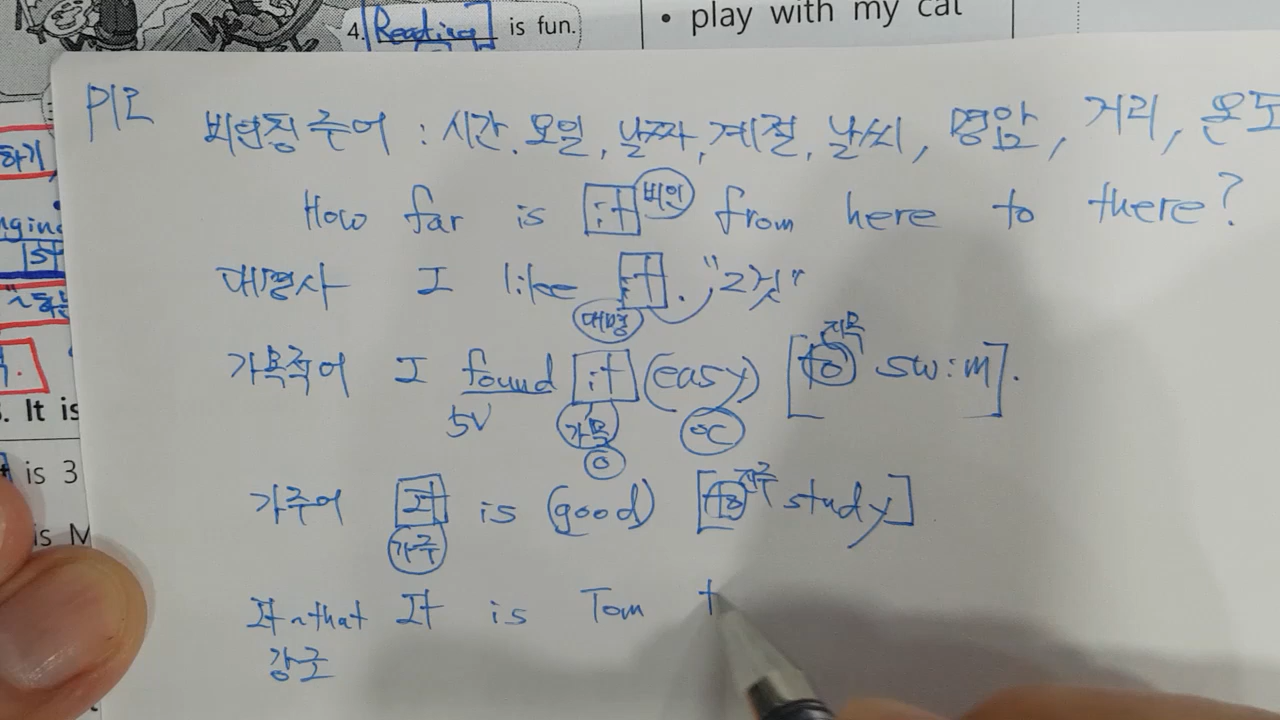 4. Reading is fun.
• play with my cat
P12
비인칭 주어 : 시간, 요일, 날짜, 계절, 날씨, 명암, 거리, 온도
How far is it 비인 from here to there?
대명사 I like it. "그것"
대명
가목적어 I found it (easy) [to swim].
진목
5V 가목 OC
O
가주어 It is (good) [to study]
진주
가주
It ~ that It is Tom t
강구
하기
. It is
is 3
is M